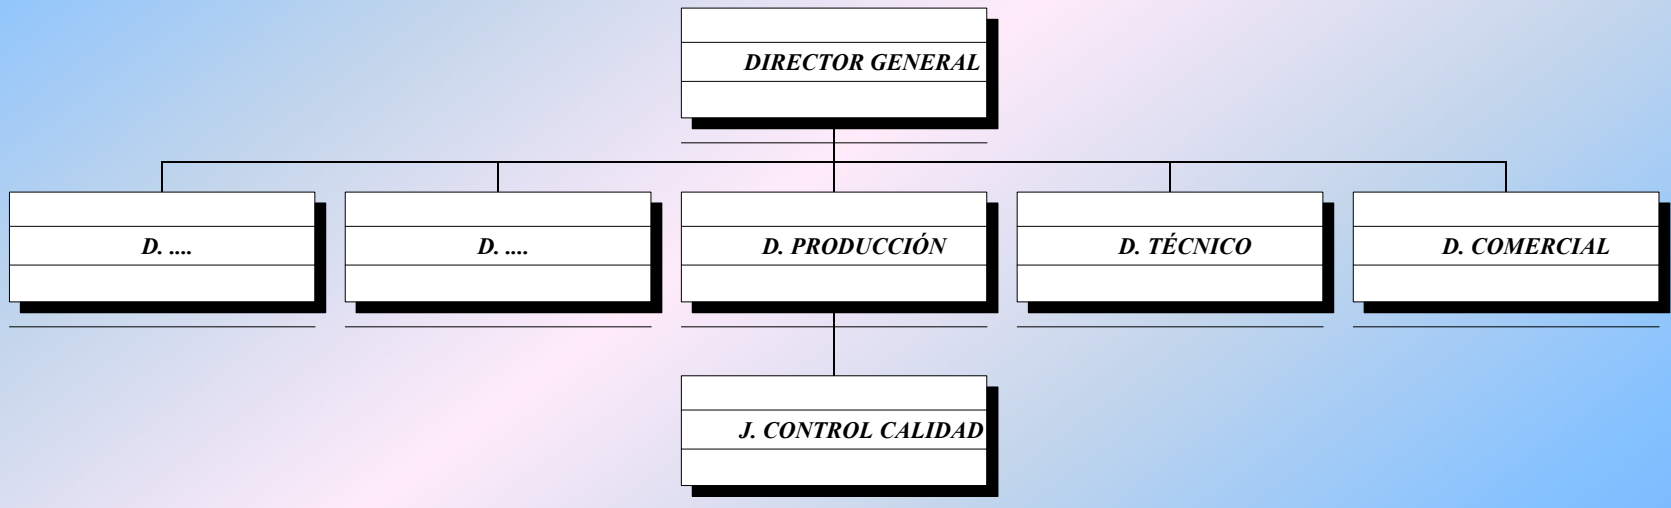 DIRECTOR GENERAL
D. ....
D. ....
D. PRODUCCIÓN
D. TÉCNICO
D. COMERCIAL
J. CONTROL CALIDAD